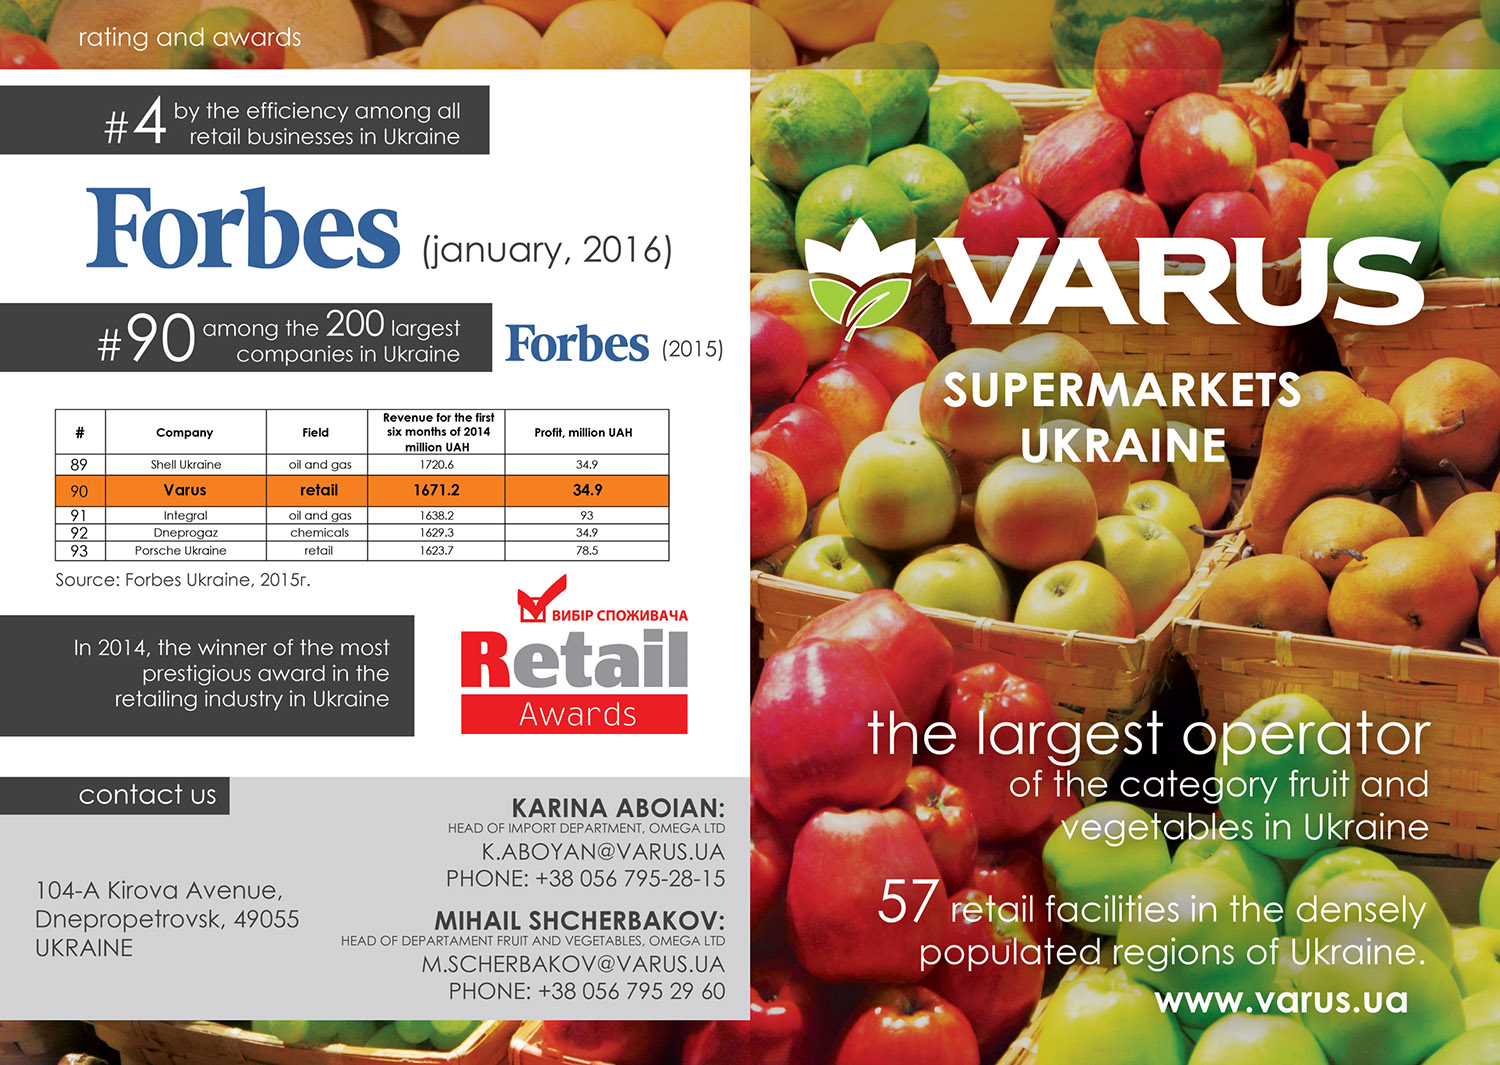 rating and awards
#4 by the efficiency among all
retail businesses in Ukraine
Forbes (january, 2016)
#90 among the 200 largest
companies in Ukraine
Forbes (2015)
# Company Field Revenue for the first six months of 2014 million UAH Profit, million UAH
89 Shell Ukraine oil and gas 1720.6 34.9
90 Varus retail 1671.2 34.9
91 Integral oil and gas 1638.2 93
92 Dneprogaz chemicals 1629.3 34.9
93 Porsche Ukraine retail 1623.7 78.5
Source: Forbes Ukraine, 2015г.
In 2014, the winner of the most
prestigious award in the
retailing industry in Ukraine
ВИБІР СПОЖИВАЧА
Retail
Awards
contact us
104-A Kirova Avenue,
Dnepropetrovsk, 49055
UKRAINE
KARINA ABOIAN:
HEAD OF IMPORT DEPARTMENT, OMEGA LTD
K.ABOYAN@VARUS.UA
PHONE: +38 056 795-28-15
MIHAIL SHCHERBAKOV:
HEAD OF DEPARTAMENT FRUIT AND VEGETABLES, OMEGA LTD
M.SCHERBAKOV@VARUS.UA
PHONE: +38 056 795 29 60
VARUS
SUPERMARKETS
UKRAINE
the largest operator
of the category fruit and
vegetables in Ukraine
57 retail facilities in the densely
populated regions of Ukraine.
www.varus.ua